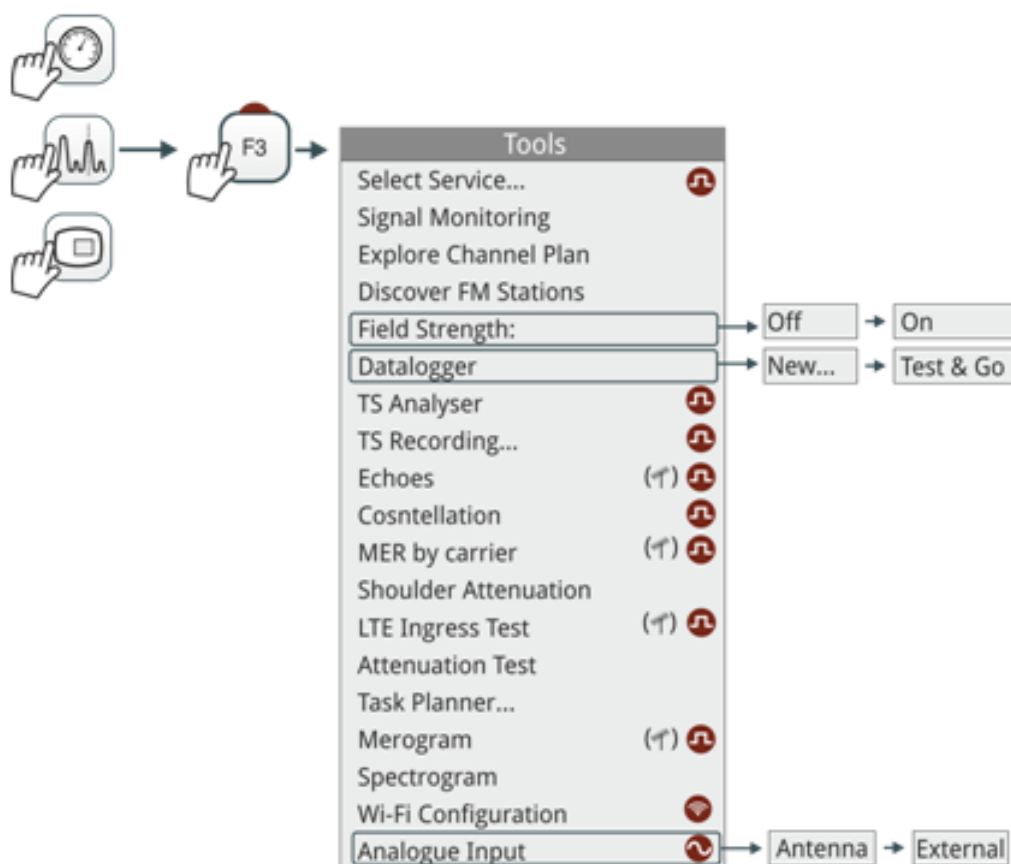 F3
Tools
Select Service...
Signal Monitoring
Explore Channel Plan
Discover FM Stations
Field Strength:
Off
On
Datalogger
New...
Test & Go
TS Analyser
TS Recording...
Echoes
Cosntellation
MER by carrier
Shoulder Attenuation
LTE Ingress Test
Attenuation Test
Task Planner...
Merogram
Spectrogram
Wi-Fi Configuration
Analogue Input
Antenna
External